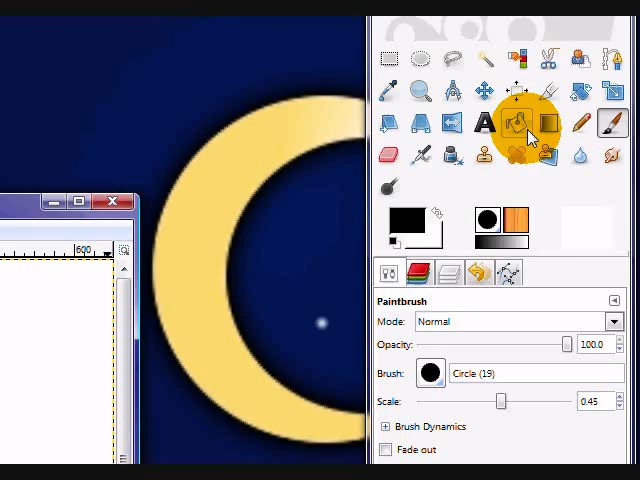 600
Paintbrush
Mode: Normal
Opacity: 100.0
Brush: Circle (19)
Scale: 0.45
Brush Dynamics
Fade out